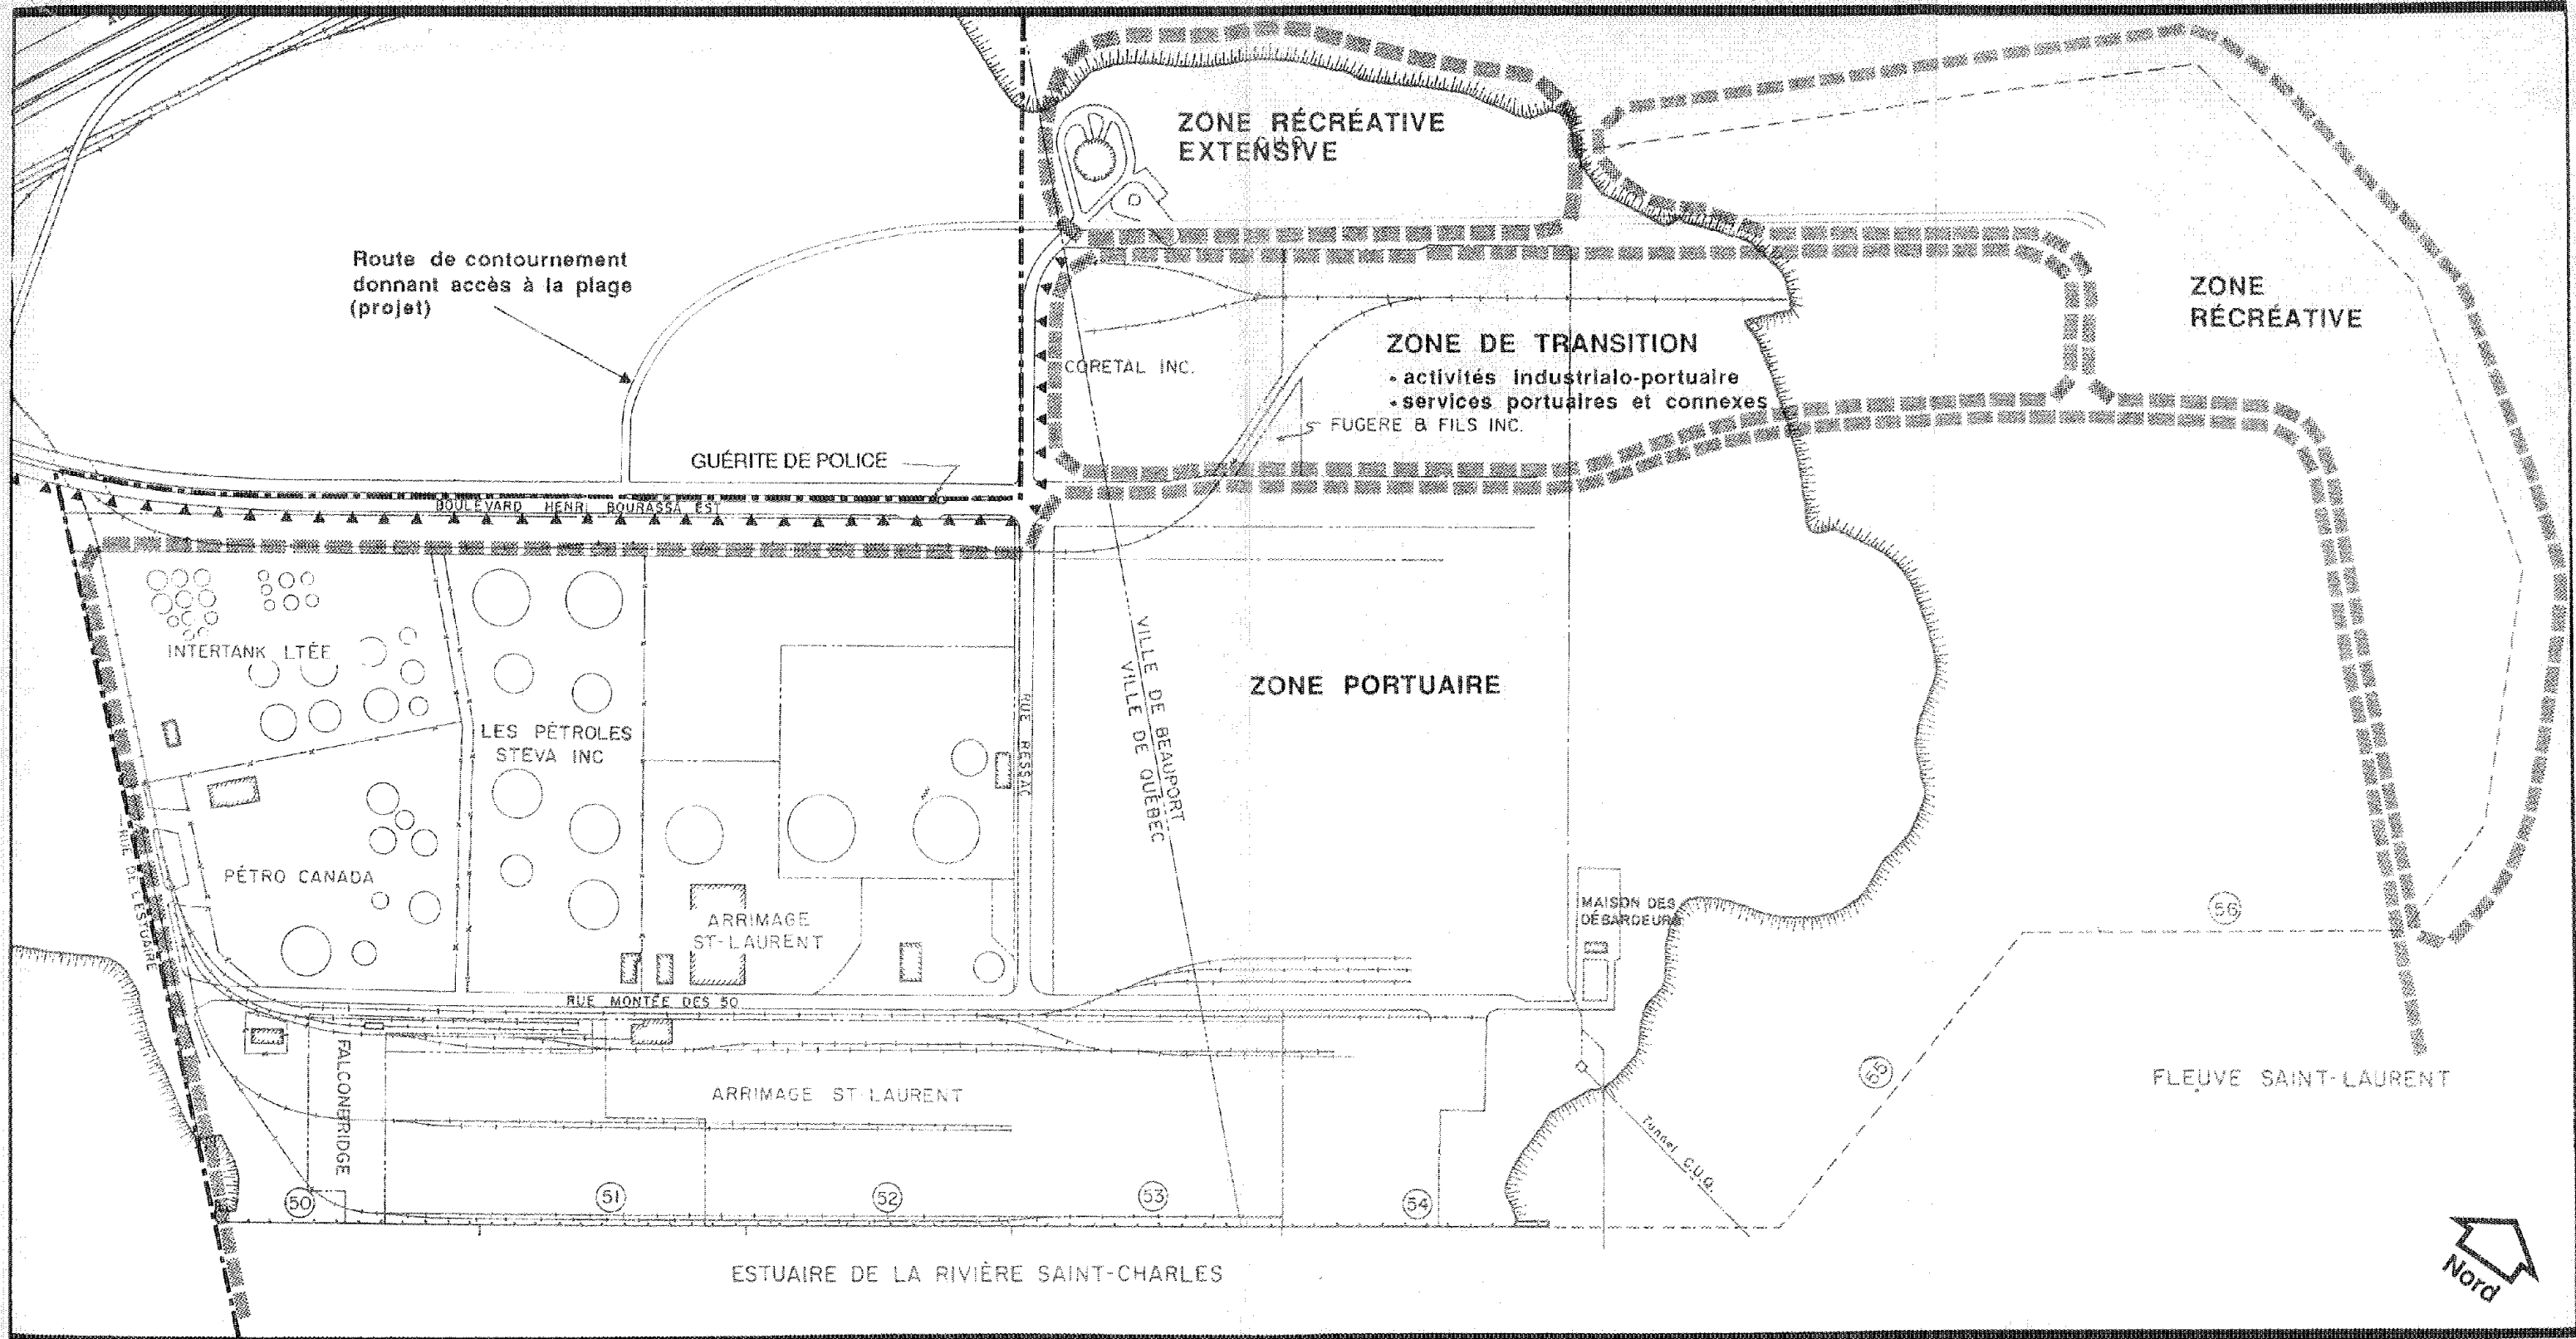 ZONE RÉCRÉATIVE
EXTENSIVE
Route de contournement
donnant accès à la plage
(projet)
ZONE
RÉCRÉATIVE
ZONE DE TRANSITION
• activités industrialo-portuaire
• services portuaires et connexes
CORETAL INC.
FUGERE & FILS INC.
GUÉRITE DE POLICE
BOULEVARD HENRI BOURASSA EST
INTERTANK LTÉE
LES PÉTROLES
STEVA INC
RUE RESSAC
VILLE DE BEAUPORT
VILLE DE QUÉBEC
ZONE PORTUAIRE
PÉTRO CANADA
RUE DE L'ESTUAIRE
ARRIMAGE
ST-LAURENT
MAISON DES
DÉBARDEURS
56
RUE MONTÉE DES 50
FALCONBRIDGE
ARRIMAGE ST-LAURENT
55
FLEUVE SAINT-LAURENT
Tunnel C.U.Q.
50
51
52
53
54
ESTUAIRE DE LA RIVIÈRE SAINT-CHARLES
Nord